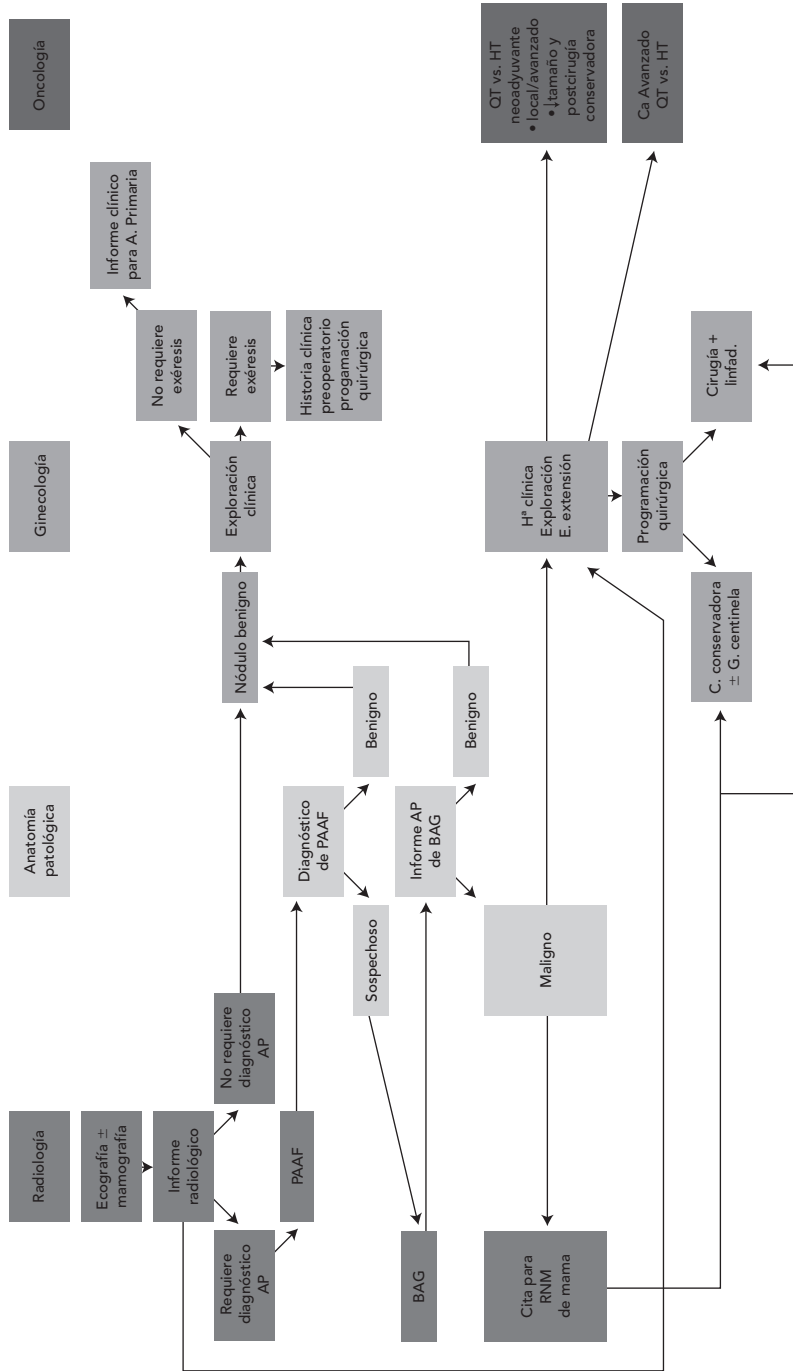 Radiología
Anatomía
patológica
Ginecología
Oncología
Ecografía ±
mamografía
Informe
radiológico
Requiere
diagnóstico
AP
No requiere
diagnóstico
AP
PAAF
Diagnóstico
de PAAF
Sospechoso
Benigno
BAG
Informe AP
de BAG
Benigno
Maligno
Cita para
RNM
de mama
Nódulo benigno
Exploración
clínica
No requiere
exéresis
Informe clínico
para A. Primaria
Requiere
exéresis
Historia clínica
preoperatorio
progamación
quirúrgica
Hª clínica
Exploración
E. extensión
Programación
quirúrgica
C. conservadora
± G. centinela
Cirugía +
linfad.
QT vs. HT
neoadyuvante
• local/avanzado
• ↓tamaño y
postcirugía
conservadora
Ca Avanzado
QT vs. HT